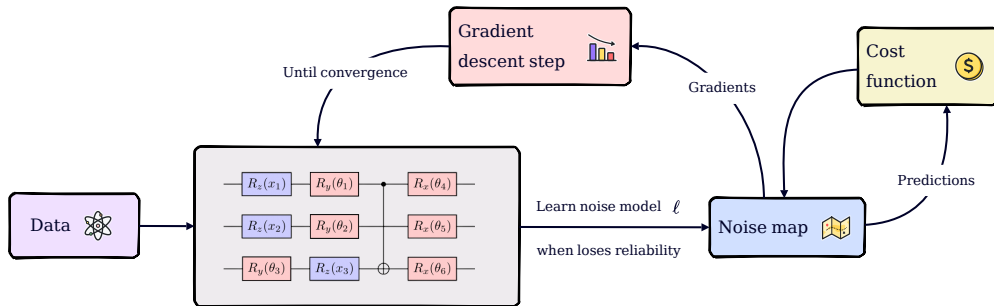 Gradient
descent step
Cost
function
$
Until convergence
Gradients
Predictions
Data
R_z(x_1) R_y(θ_1) R_x(θ_4)
R_z(x_2) R_y(θ_2) R_x(θ_5)
R_y(θ_3) R_z(x_3) R_x(θ_6)
Learn noise model ℓ
when loses reliability
Noise map